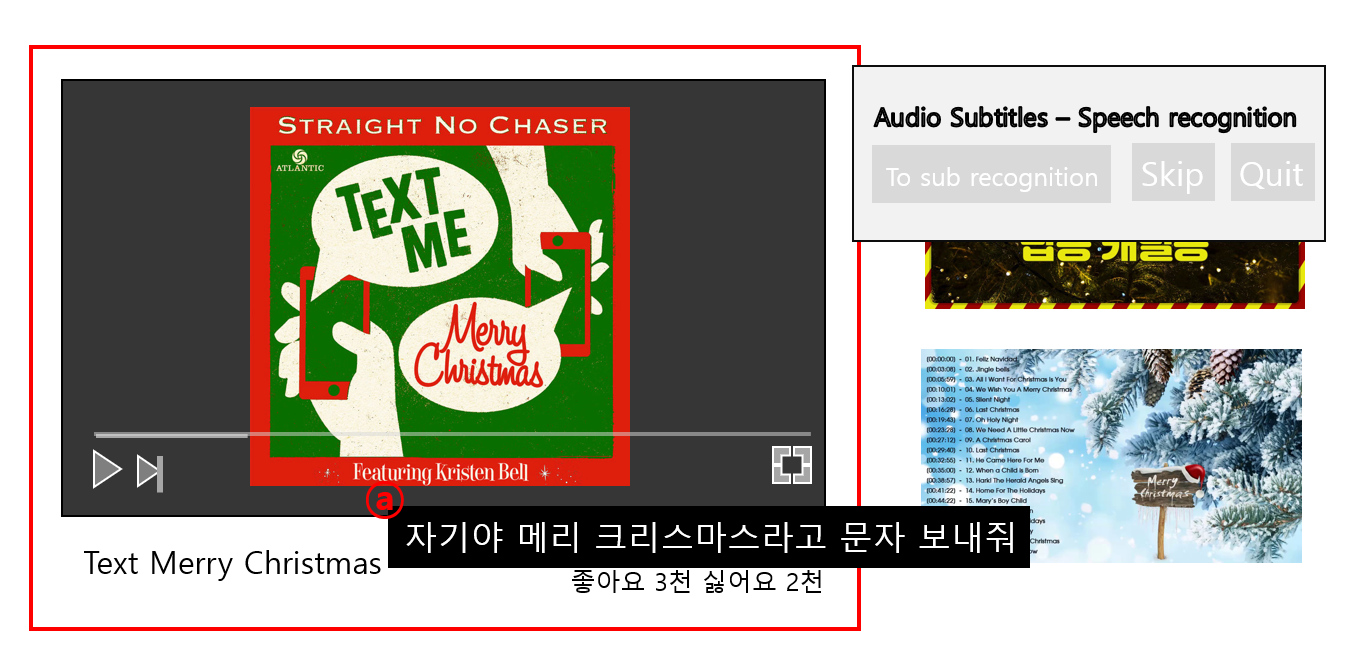 STRAIGHT NO CHASER
ATLANTIC
TEXT
ME
Merry
Christmas
Featuring Kristen Bell
ⓐ
자기야 메리 크리스마스라고 문자 보내줘
Text Merry Christmas
좋아요 3천 싫어요 2천
Audio Subtitles – Speech recognition
To sub recognition
Skip
Quit
(00:00:00) - 01. Feliz Navidad
(00:03:08) - 02. Jingle bells
(00:05:59) - 03. All I Want For Christmas Is You
(00:10:01) - 04. We Wish You A Merry Christmas
(00:13:02) - 05. Silent Night
(00:16:28) - 06. Last Christmas
(00:19:43) - 07. Oh Holy Night
(00:23:28) - 08. We Need A Little Christmas Now
(00:27:12) - 09. A Christmas Carol
(00:29:40) - 10. Last Christmas
(00:32:55) - 11. He Came Here For Me
(00:35:00) - 12. When a Child is Born
(00:38:57) - 13. Hark! The Herald Angels Sing
(00:41:22) - 14. Home For The Holidays
(00:44:22) - 15. Mary's Boy Child
Merry
Christmas